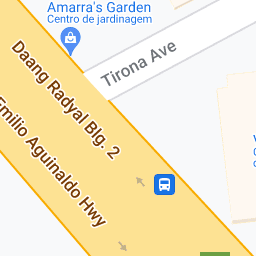 Amarra's Garden
Centro de jardinagem
Tirona Ave
Daang Radyal Blg. 2
Emilio Aguinaldo Hwy